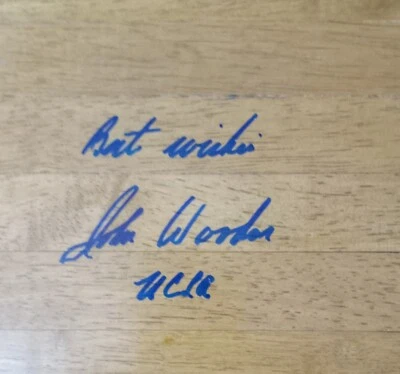 Best wishes
John Wooden
UCLA